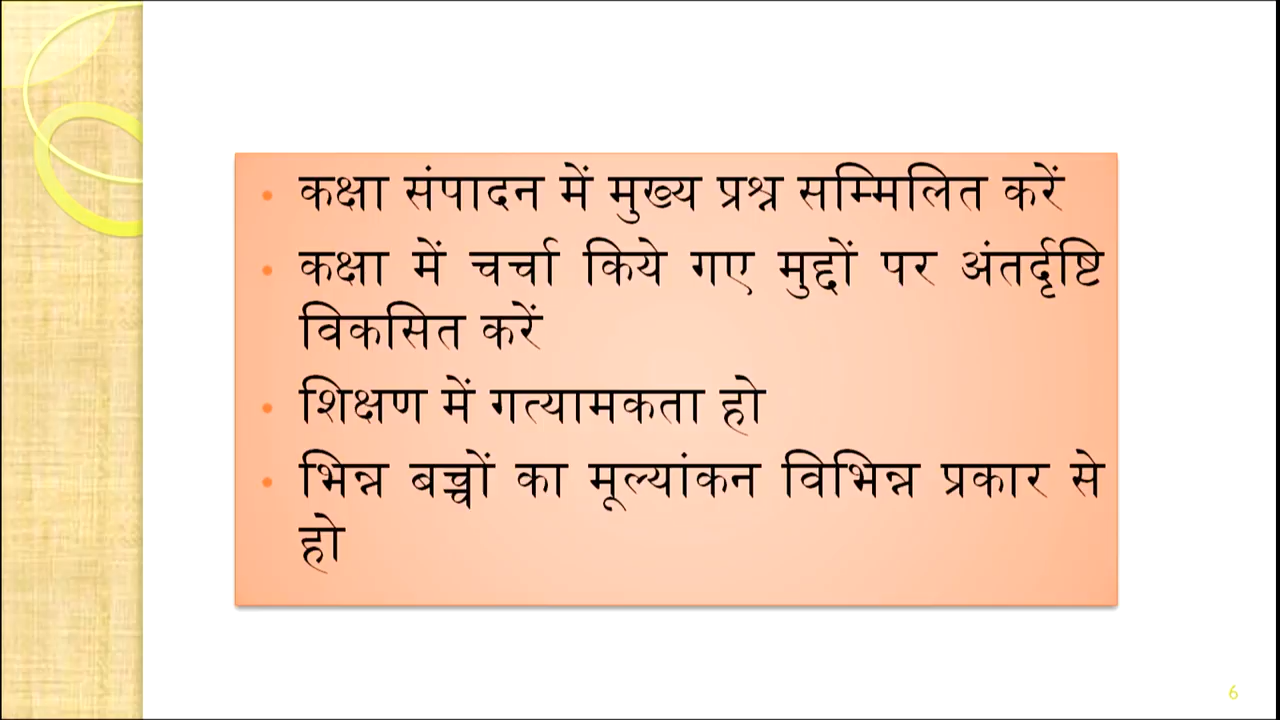 • कक्षा संपादन में मुख्य प्रश्न सम्मिलित करें
• कक्षा में चर्चा किये गए मुद्दों पर अंतर्दृष्टि
विकसित करें
• शिक्षण में गत्यामकता हो
• भिन्न बच्चों का मूल्यांकन विभिन्न प्रकार से
हो
6